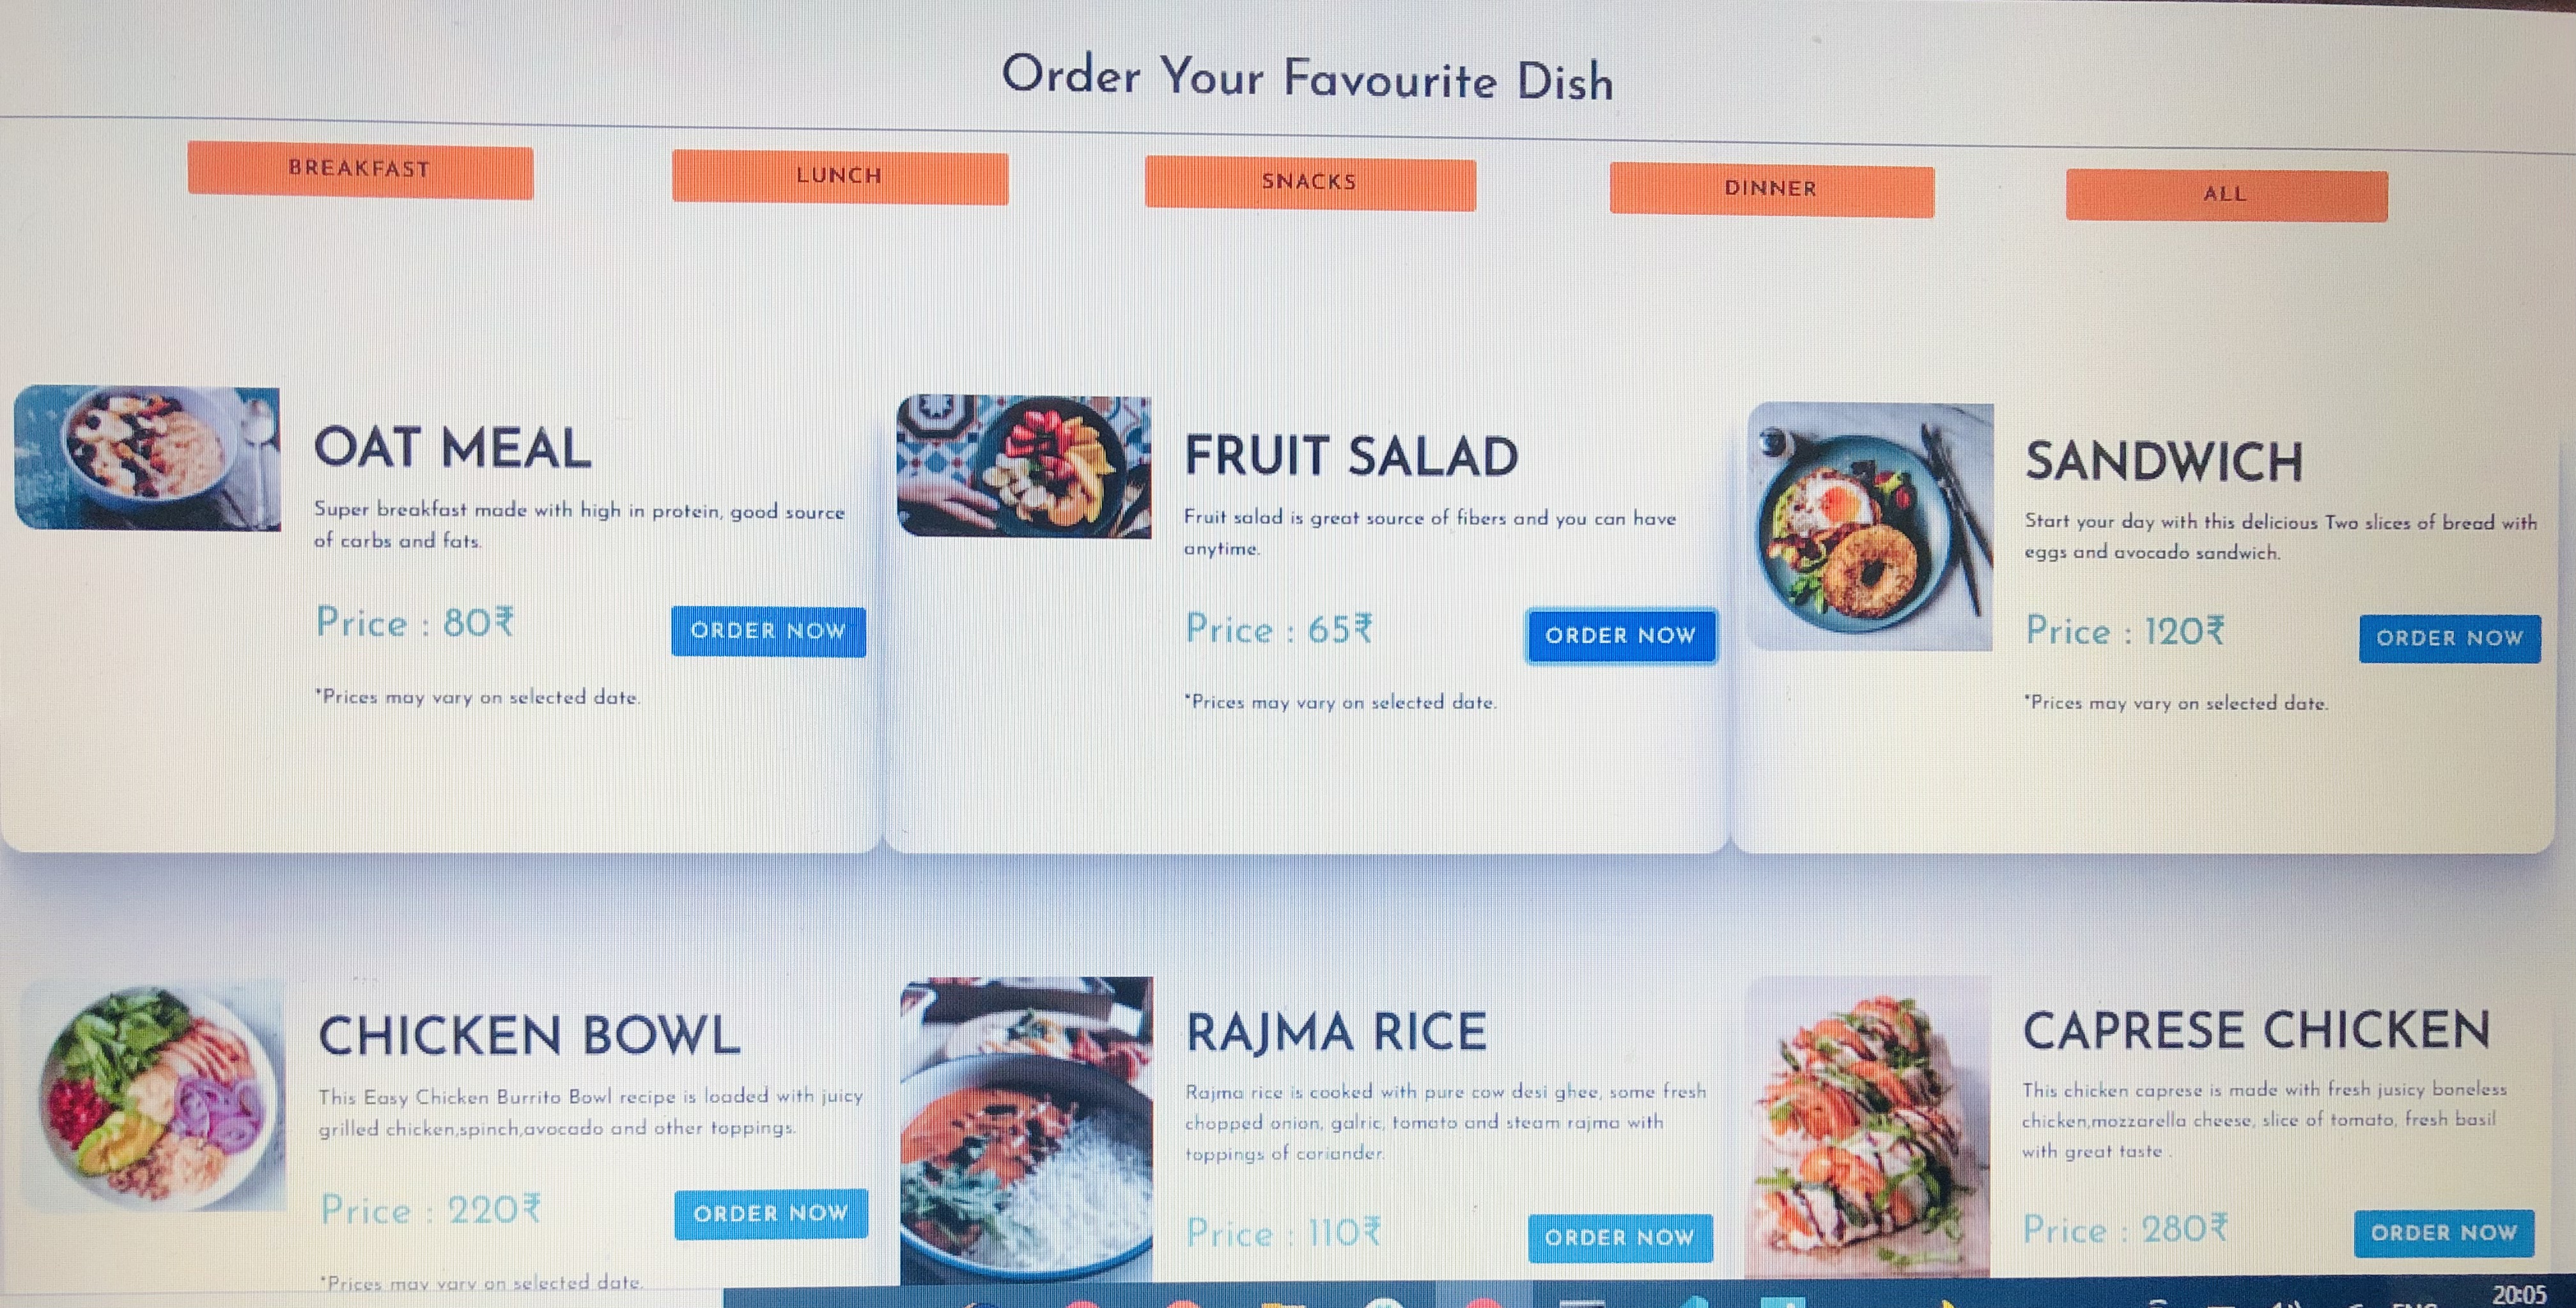 Order Your Favourite Dish
BREAKFAST
LUNCH
SNACKS
DINNER
ALL
OAT MEAL
Super breakfast made with high in protein, good source
of carbs and fats.
Price : 80₹
ORDER NOW
*Prices may vary on selected date.
FRUIT SALAD
Fruit salad is great source of fibers and you can have
anytime.
Price : 65₹
ORDER NOW
*Prices may vary on selected date.
SANDWICH
Start your day with this delicious Two slices of bread with
eggs and avocado sandwich.
Price : 120₹
ORDER NOW
*Prices may vary on selected date.
CHICKEN BOWL
This Easy Chicken Burrito Bowl recipe is loaded with juicy
grilled chicken,spinch,avocado and other toppings.
Price : 220₹
ORDER NOW
*Prices may vary on selected date.
RAJMA RICE
Rajma rice is cooked with pure cow desi ghee, some fresh
chopped onion, galric, tomato and steam rajma with
toppings of coriander.
Price : 110₹
ORDER NOW
CAPRESE CHICKEN
This chicken caprese is made with fresh jusicy boneless
chicken,mozzarella cheese, slice of tomato, fresh basil
with great taste .
Price : 280₹
ORDER NOW
20:05